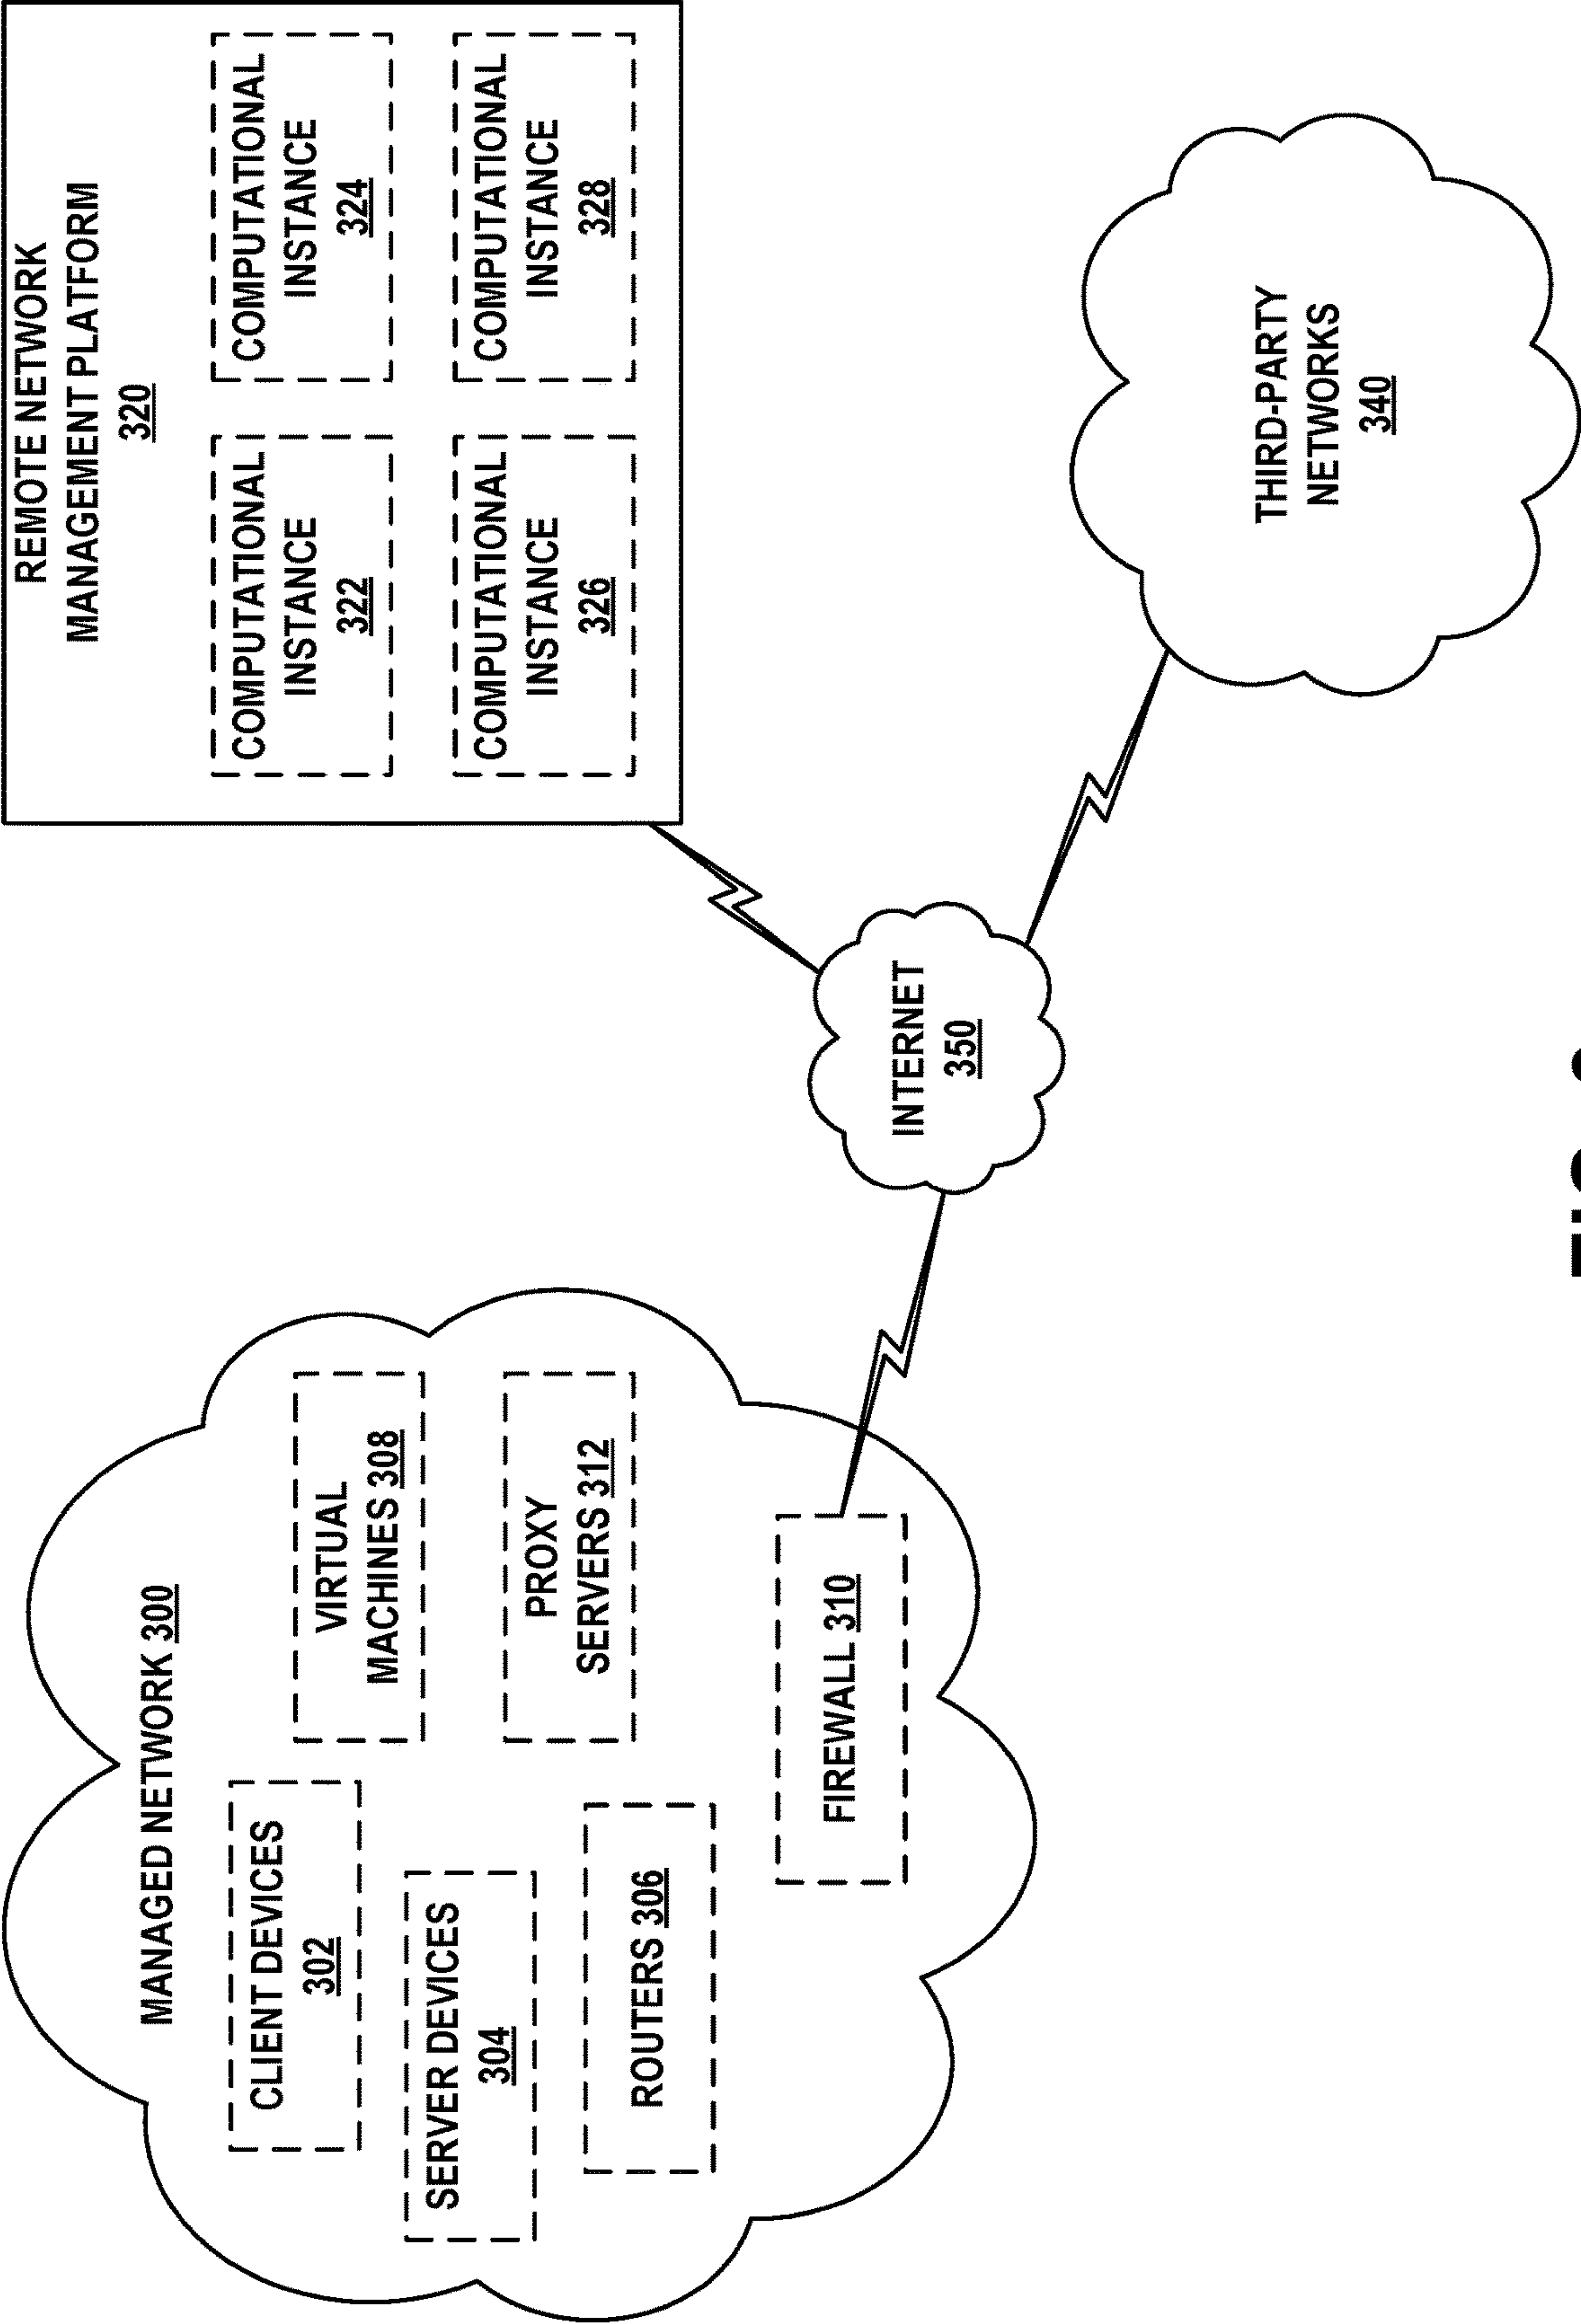 MANAGED NETWORK 300
CLIENT DEVICES
302
SERVER DEVICES
304
ROUTERS 306
VIRTUAL
MACHINES 308
PROXY
SERVERS 312
FIREWALL 310
INTERNET
350
REMOTE NETWORK
MANAGEMENT PLATFORM
320
COMPUTATIONAL
INSTANCE
322
COMPUTATIONAL
INSTANCE
324
COMPUTATIONAL
INSTANCE
326
COMPUTATIONAL
INSTANCE
328
THIRD-PARTY
NETWORKS
340